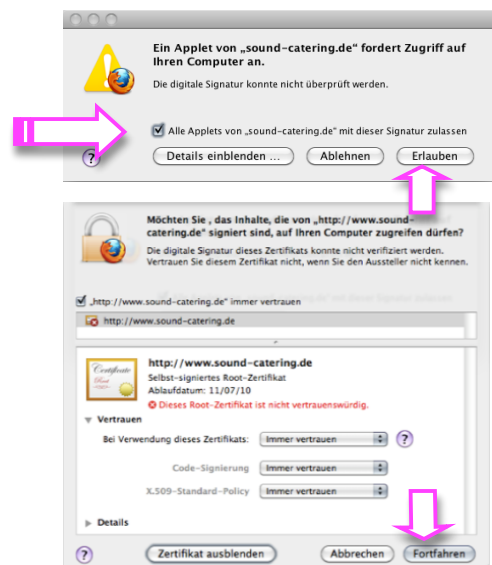 Ein Applet von „sound-catering.de“ fordert Zugriff auf
Ihren Computer an.
Die digitale Signatur konnte nicht überprüft werden.
Alle Applets von „sound-catering.de“ mit dieser Signatur zulassen
? Details einblenden ... Ablehnen Erlauben
Möchten Sie , das Inhalte, die von „http://www.sound-
catering.de“ signiert sind, auf Ihren Computer zugreifen dürfen?
Die digitale Signatur dieses Zertifikats konnte nicht verifiziert werden.
Vertrauen Sie diesem Zertifikat nicht, wenn Sie den Aussteller nicht kennen.
„http://www.sound-catering.de“ immer vertrauen
http://www.sound-catering.de
Certificate
Root
http://www.sound-catering.de
Selbst-signiertes Root-Zertifikat
Ablaufdatum: 11/07/10
Dieses Root-Zertifikat ist nicht vertrauenswürdig.
Vertrauen
Bei Verwendung dieses Zertifikats: Immer vertrauen ?
Code-Signierung Immer vertrauen
X.509-Standard-Policy Immer vertrauen
Details
? Zertifikat ausblenden Abbrechen Fortfahren